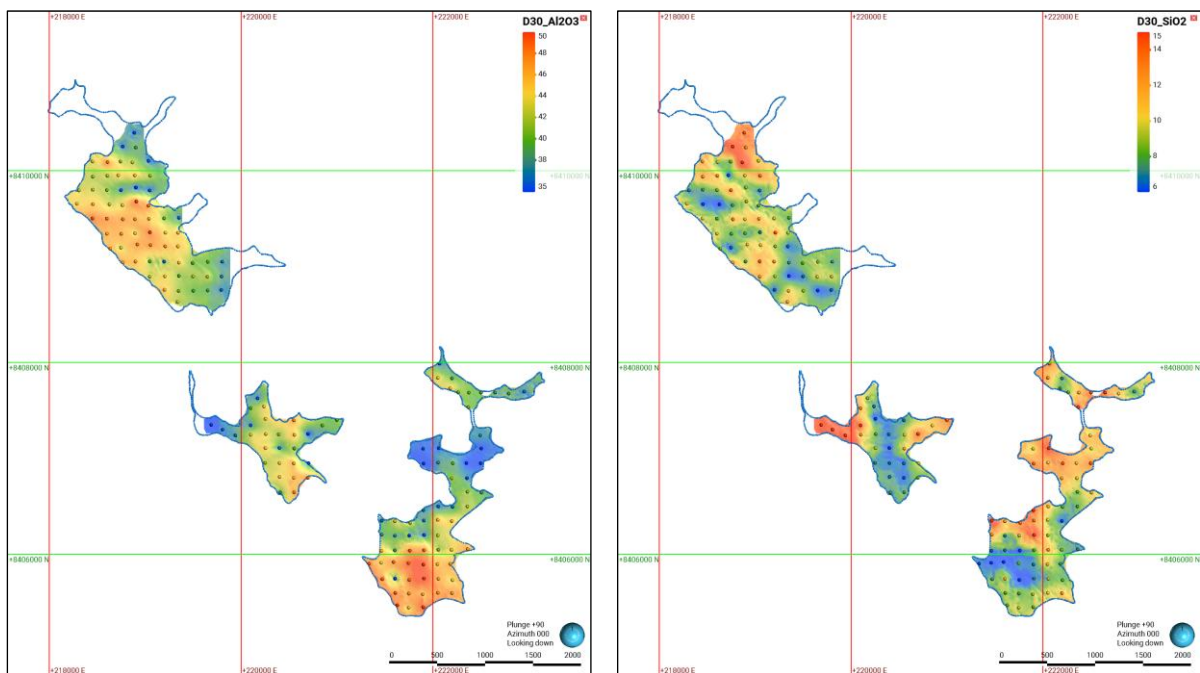 +218000 E
+220000 E
+222000 E
D30_Al2O3
50
48
46
44
40
38
35
+8410000 N
+8410000 N
+8408000 N
+8408000 N
+8406000 N
+8406000 N
Plunge +90
Azimuth 000
Looking down
0 500 1000 1500 2000
+218000 E
+220000 E
+222000 E
+218000 E
+220000 E
+222000 E
D30_SiO2
15
14
12
10
8
6
+8410000 N
+8410000 N
+8408000 N
+8408000 N
+8406000 N
+8406000 N
Plunge +90
Azimuth 000
Looking down
0 500 1000 1500 2000
+218000 E
+220000 E
+222000 E